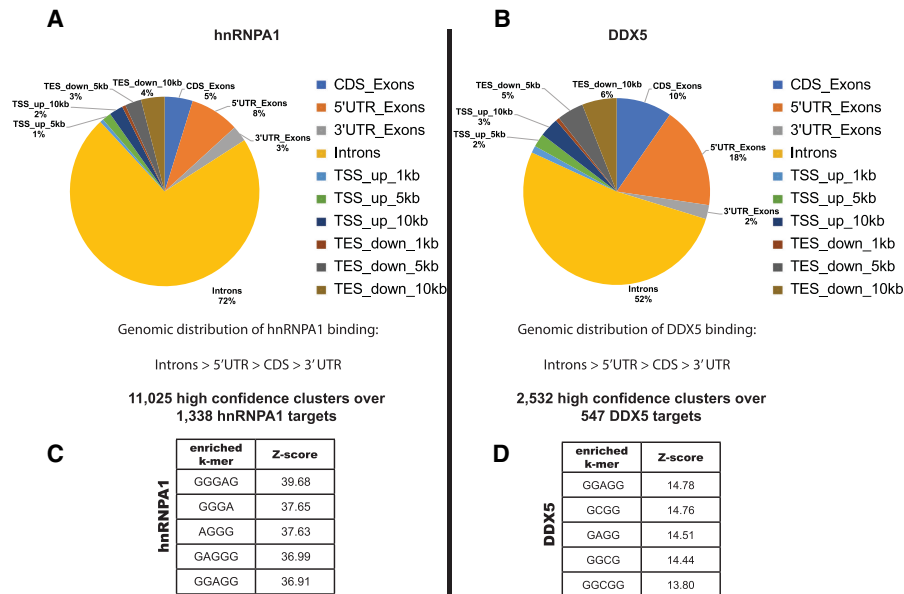 A
hnRNPA1
TES_down_5kb
3%
TES_down_10kb
4%
CDS_Exons
5%
TSS_up_10kb
2%
5'UTR_Exons
8%
TSS_up_5kb
1%
3'UTR_Exons
3%
Introns
72%
CDS_Exons
5'UTR_Exons
3'UTR_Exons
Introns
TSS_up_1kb
TSS_up_5kb
TSS_up_10kb
TES_down_1kb
TES_down_5kb
TES_down_10kb
Genomic distribution of hnRNPA1 binding:
Introns > 5'UTR > CDS > 3' UTR
11,025 high confidence clusters over
1,338 hnRNPA1 targets
B
DDX5
TES_down_5kb
5%
TES_down_10kb
6%
CDS_Exons
10%
TSS_up_10kb
3%
TSS_up_5kb
2%
5'UTR_Exons
18%
3'UTR_Exons
2%
Introns
52%
CDS_Exons
5'UTR_Exons
3'UTR_Exons
Introns
TSS_up_1kb
TSS_up_5kb
TSS_up_10kb
TES_down_1kb
TES_down_5kb
TES_down_10kb
Genomic distribution of DDX5 binding:
Introns > 5'UTR > CDS > 3' UTR
2,532 high confidence clusters over
547 DDX5 targets
C
hnRNPA1
enriched k-mer Z-score
GGGAG 39.68
GGGA 37.65
AGGG 37.63
GAGGG 36.99
GGAGG 36.91
D
DDX5
enriched k-mer Z-score
GGAGG 14.78
GCGG 14.76
GAGG 14.51
GGCG 14.44
GGCGG 13.80